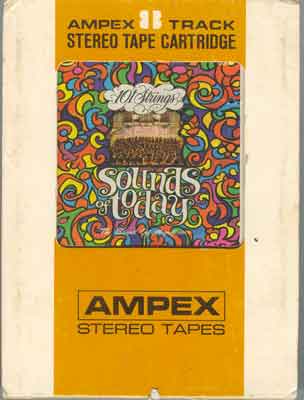 AMPEX 8 TRACK
STEREO TAPE CARTRIDGE
101 Strings
Sounds
of today
AMPEX
STEREO TAPES